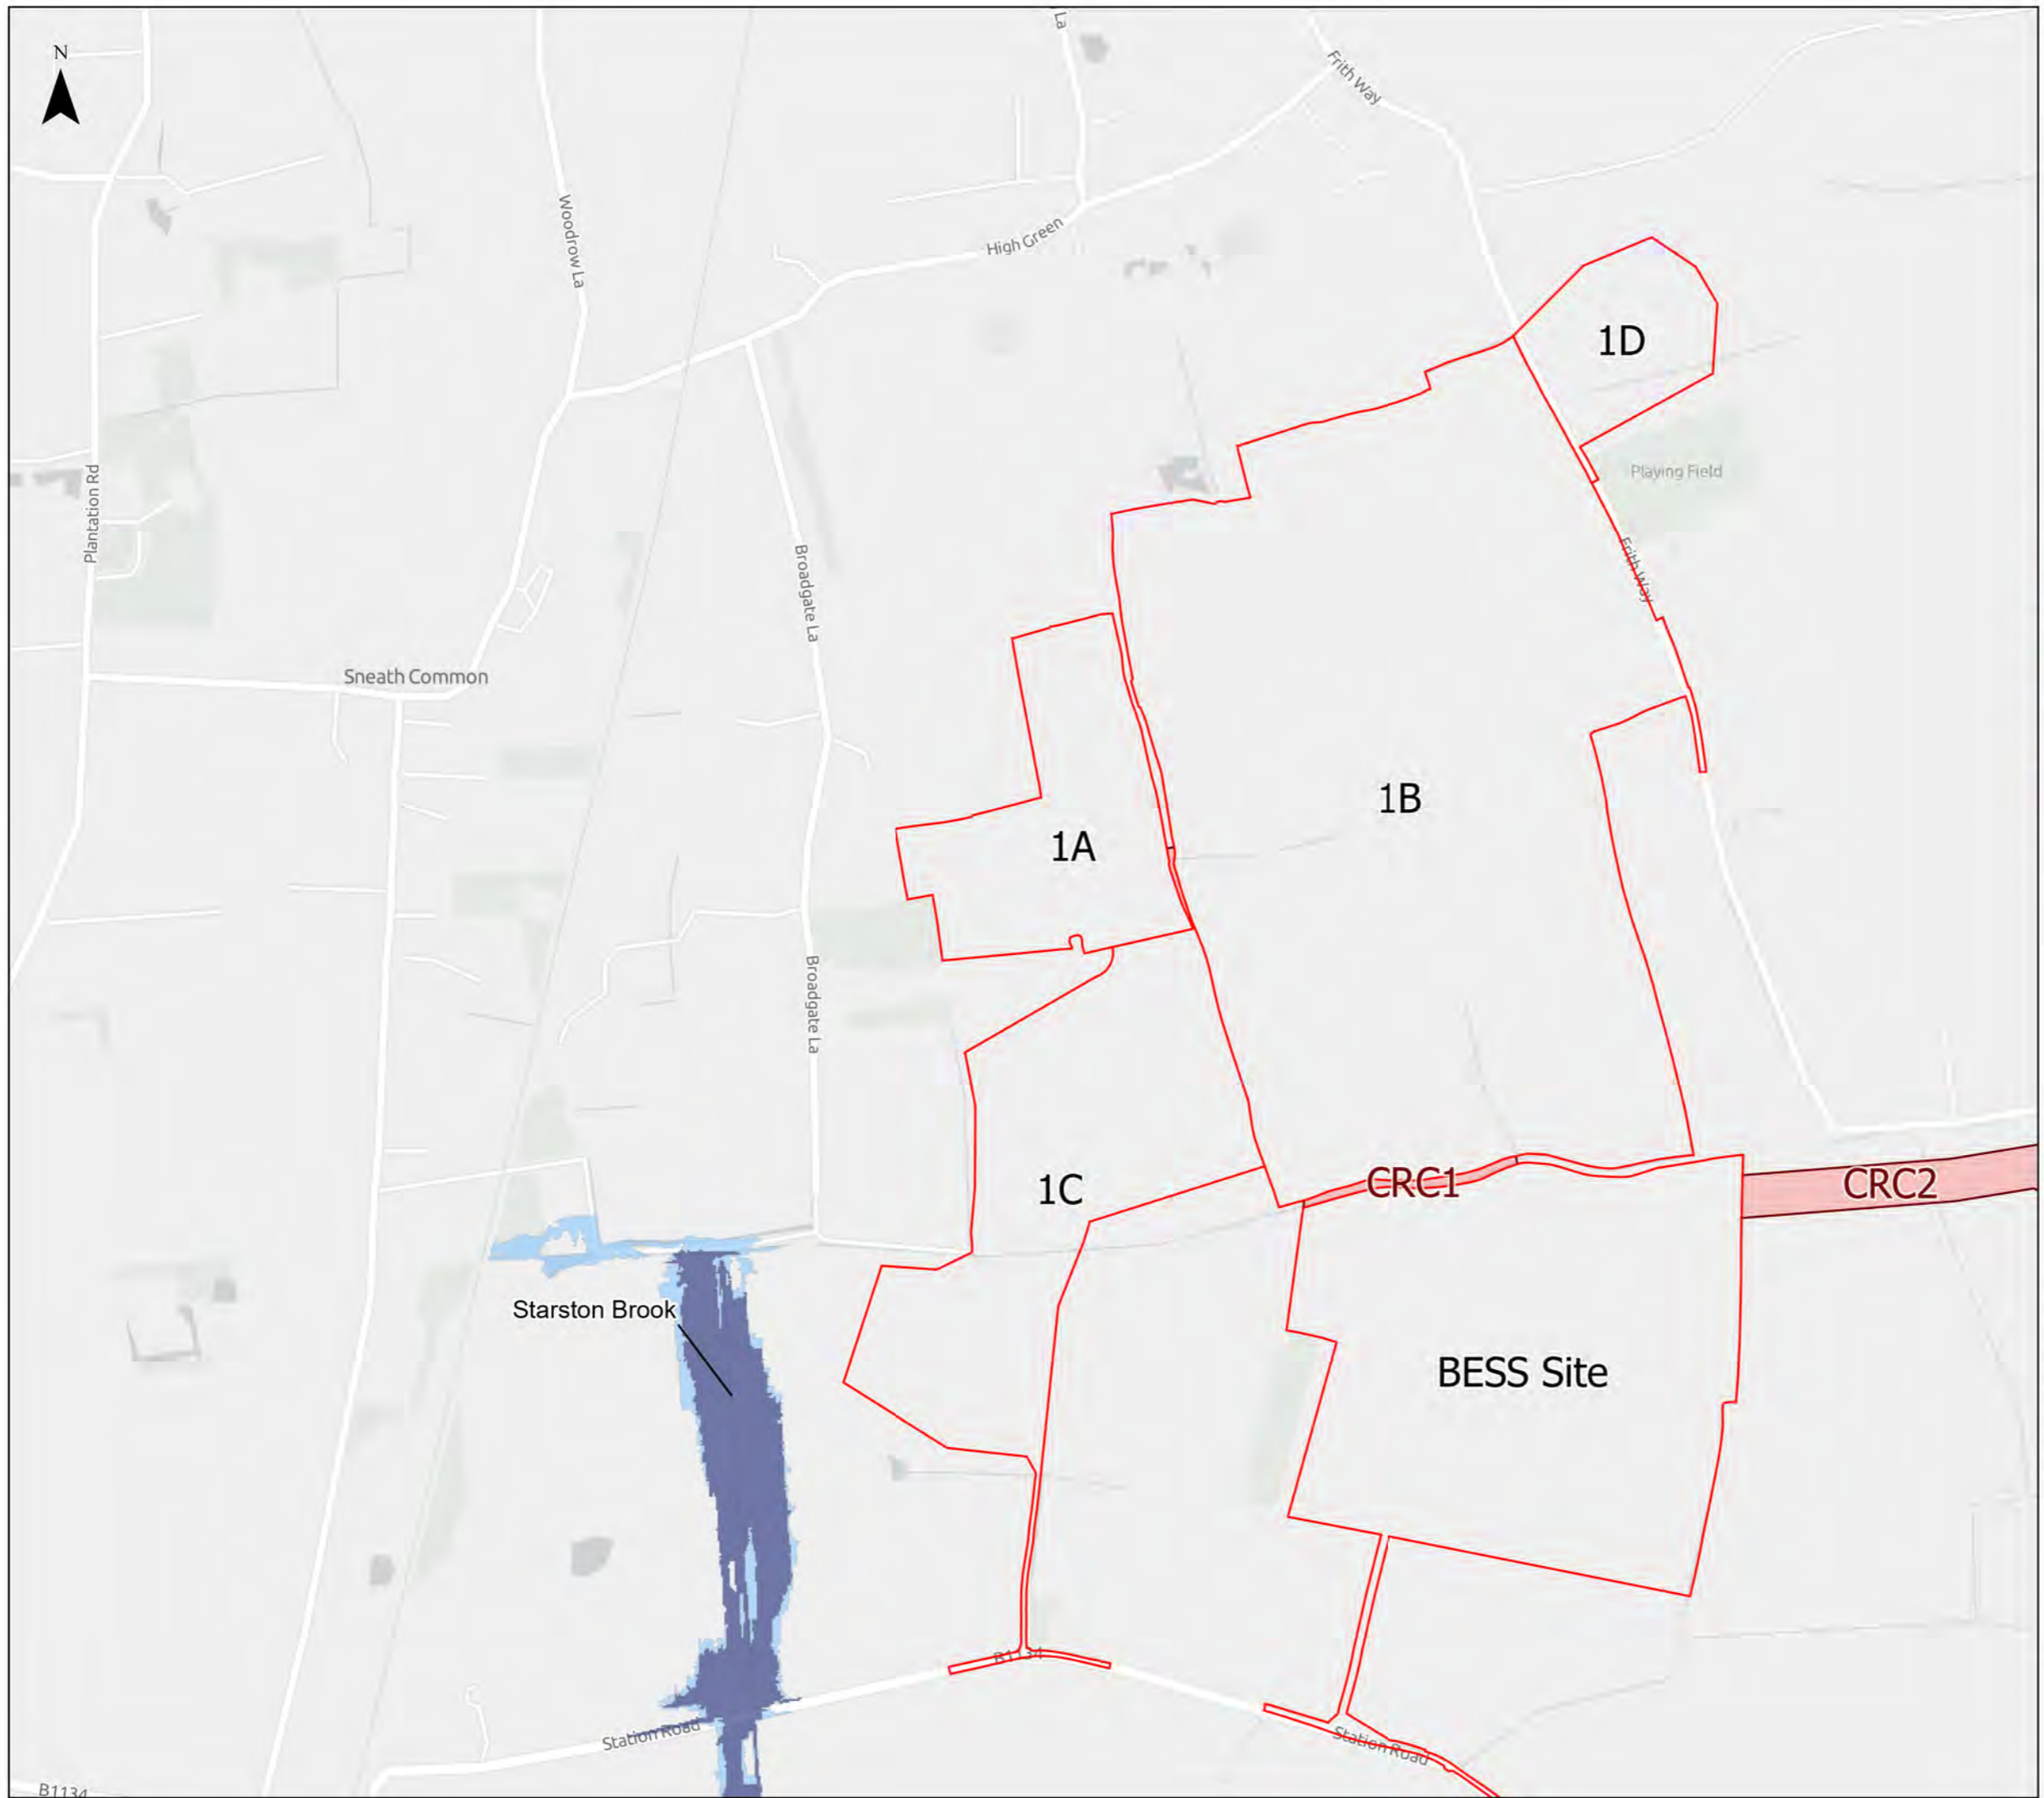 La
N
Frith Way
Woodrow La
High Green
1D
Plantation Rd
Playing Field
Broadgate La
Frith Way
Sneath Common
1B
1A
Broadgate La
1C
CRC1
CRC2
Starston Brook
BESS Site
B1134
Station Road
Station Road
B1134